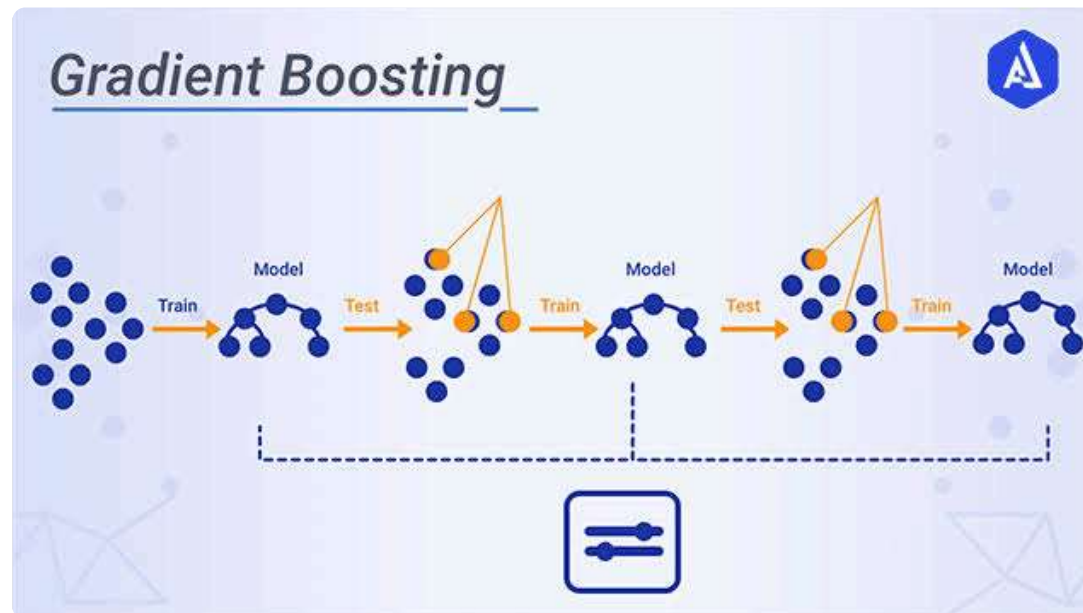 Gradient Boosting
Model
Model
Model
Train
Test
Train
Test
Train